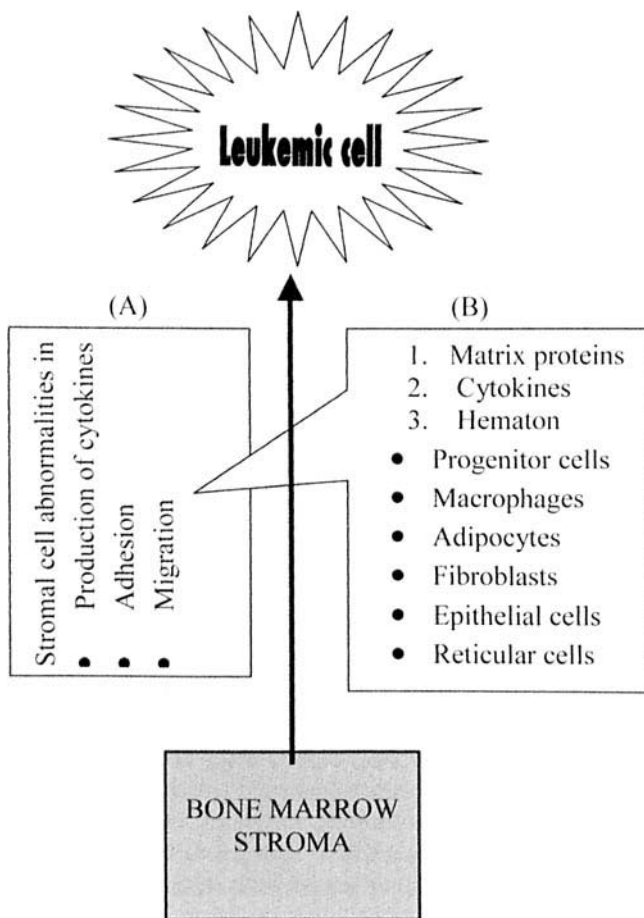 Leukemic cell
(A)
Stromal cell abnormalities in
• Production of cytokines
• Adhesion
• Migration
(B)
1. Matrix proteins
2. Cytokines
3. Hematon
• Progenitor cells
• Macrophages
• Adipocytes
• Fibroblasts
• Epithelial cells
• Reticular cells
BONE MARROW
STROMA